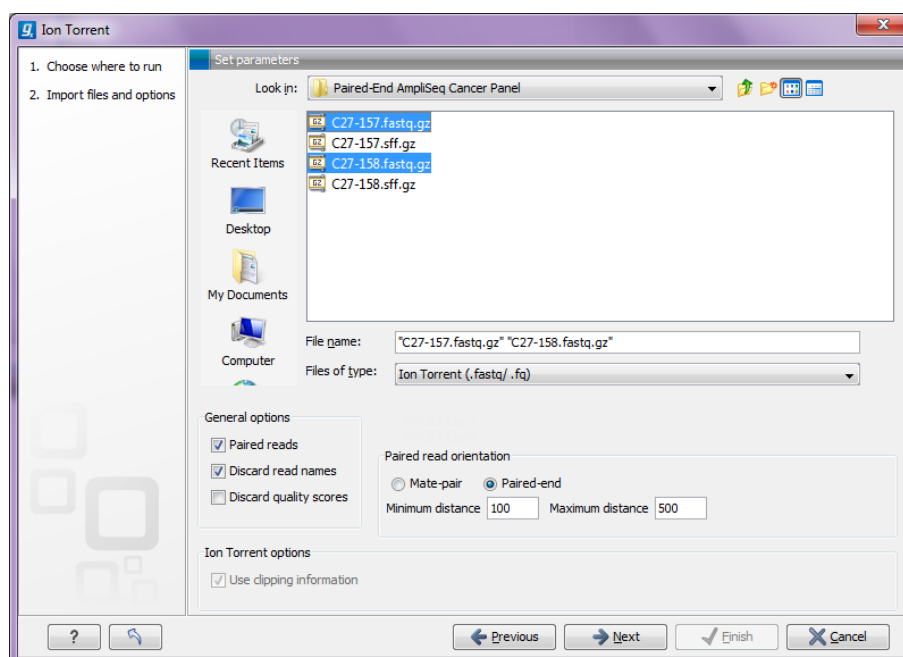 Ion Torrent
1. Choose where to run
2. Import files and options
Set parameters
Look in: Paired-End AmpliSeq Cancer Panel
Recent Items
Desktop
My Documents
Computer
C27-157.fastq.gz
C27-157.sff.gz
C27-158.fastq.gz
C27-158.sff.gz
File name: "C27-157.fastq.gz" "C27-158.fastq.gz"
Files of type: Ion Torrent (.fastq/ .fq)
General options
Paired reads
Discard read names
Discard quality scores
Paired read orientation
Mate-pair Paired-end
Minimum distance 100 Maximum distance 500
Ion Torrent options
Use clipping information
? Previous Next Finish Cancel